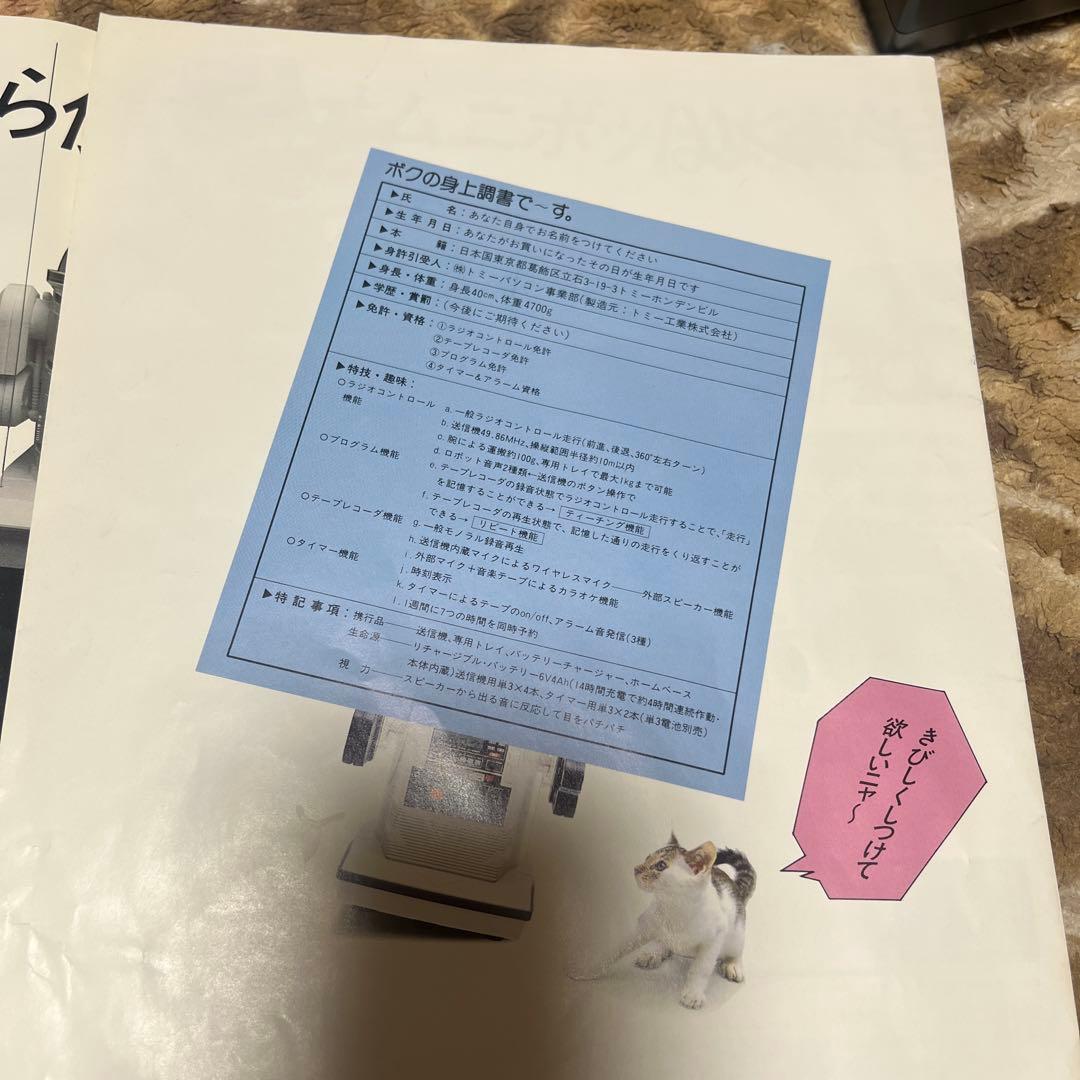 らか
ボクの身上調書で〜す。
▶氏　　　名：あなた自身でお名前をつけてください
▶生年月日：あなたがお買いになったその日が生年月日です
▶本　　　籍：日本国東京都葛飾区立石3-19-3トミーホンデンビル
▶身許引受人：㈱トミーパソコン事業部(製造元：トミー工業株式会社)
▶身長・体重：身長40cm、体重4700g
▶学歴・賞罰：(今後にご期待ください)
▶免許・資格：①ラジオコントロール免許
②テープレコーダ免許
③プログラム免許
④タイマー&アラーム資格
▶特技・趣味：
○ラジオコントロール機能
a. 一般ラジオコントロール走行(前進、後退、360°左右ターン)
b. 送信機49.86MHz、操縦範囲半径約10m以内
c. 腕による運搬約100g、専用トレイで最大1kgまで可能
d. ロボット音声2種類←送信機のボタン操作で
○プログラム機能
e. テープレコーダの録音状態でラジオコントロール走行することで、「走行」
を記憶することができる→ティーチング機能
f. テープレコーダの再生状態で、記憶した通りの走行をくり返すことが
できる→リピート機能
○テープレコーダ機能
g. 一般モノラル録音再生
h. 送信機内蔵マイクによるワイヤレスマイク――外部スピーカー機能
i. 外部マイク＋音楽テープによるカラオケ機能
○タイマー機能
j. 時刻表示
k. タイマーによるテープのon/off、アラーム音発信(3種)
l. 1週間に7つの時間を同時予約
▶特記事項：携行品――送信機、専用トレイ、バッテリーチャージャー、ホームベース
生命源――リチャージブル・バッテリー6V4Ah(14時間充電で約4時間連続作動・
本体内蔵)送信機用単3×4本、タイマー用単3×2本(単3電池別売)
視　力――スピーカーから出る音に反応して目をパチパチ
きびしくしつけて
欲しいニャ〜